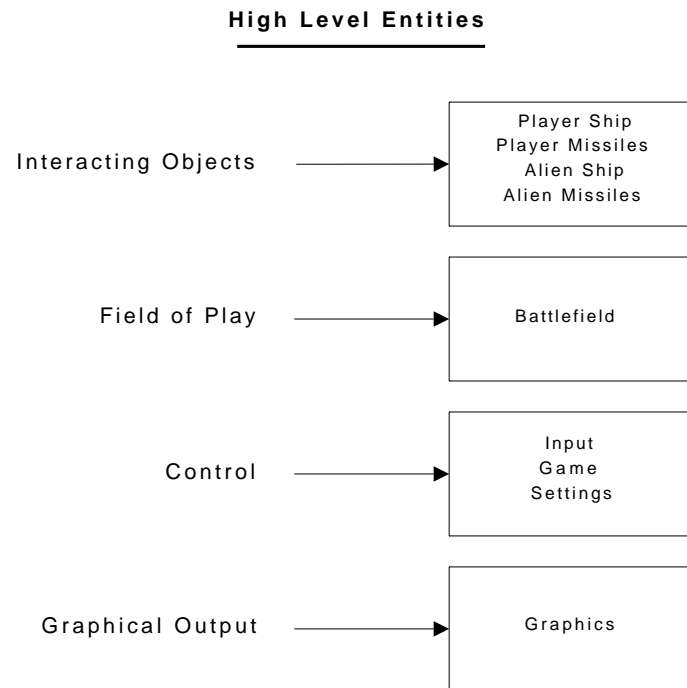 High Level Entities
Interacting Objects
Player Ship
Player Missiles
Alien Ship
Alien Missiles
Field of Play
Battlefield
Control
Input
Game
Settings
Graphical Output
Graphics